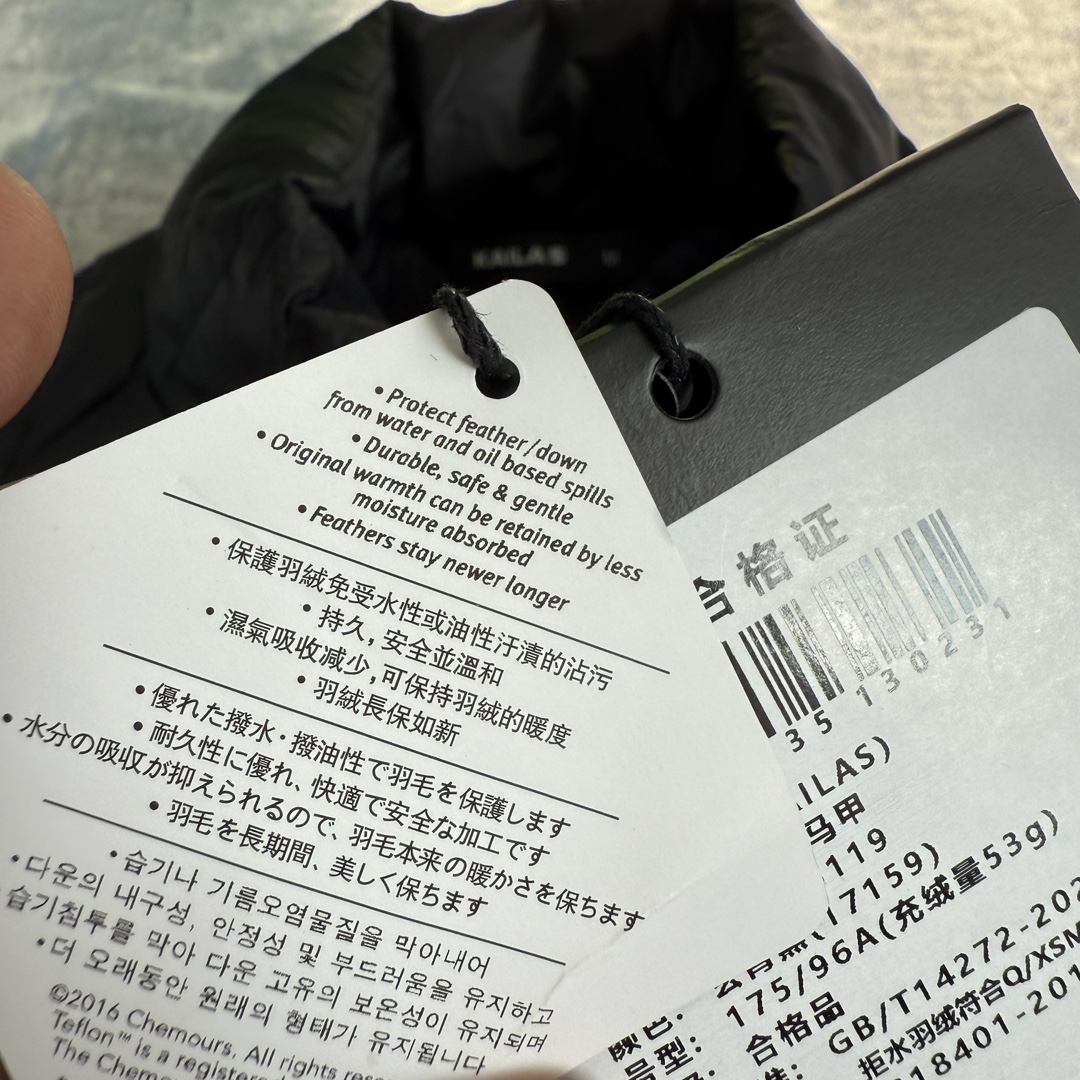 KAILAS M
• Protect feather/down
from water and oil based spills
• Durable, safe & gentle
• Original warmth can be retained by less
moisture absorbed
• Feathers stay newer longer
• 保護羽絨免受水性或油性汙漬的沾污
• 持久，安全並溫和
• 濕氣吸收減少，可保持羽絨的暖度
• 羽絨長保如新
• 優れた撥水・撥油性で羽毛を保護します
• 耐久性に優れ、快適で安全な加工です
• 水分の吸収が抑えられるので、羽毛本来の暖かさを保ちます
• 羽毛を長期間、美しく保ちます
• 습기나 기름오염물질을 막아내어
• 다운의 내구성, 안정성 및 부드러움을 유지하고
습기침투를 막아 다운 고유의 보온성이 유지되며
• 더 오래동안 원래의 형태가 유지됩니다
©2016 Chemours. All rights
Teflon™ is a registered
The
合格证
35130231
ILAS)
马甲
119
17159)
175/96A(充绒量53g)
合格品
GB/T14272-202
拒水羽绒符合Q/XSM
18401-201